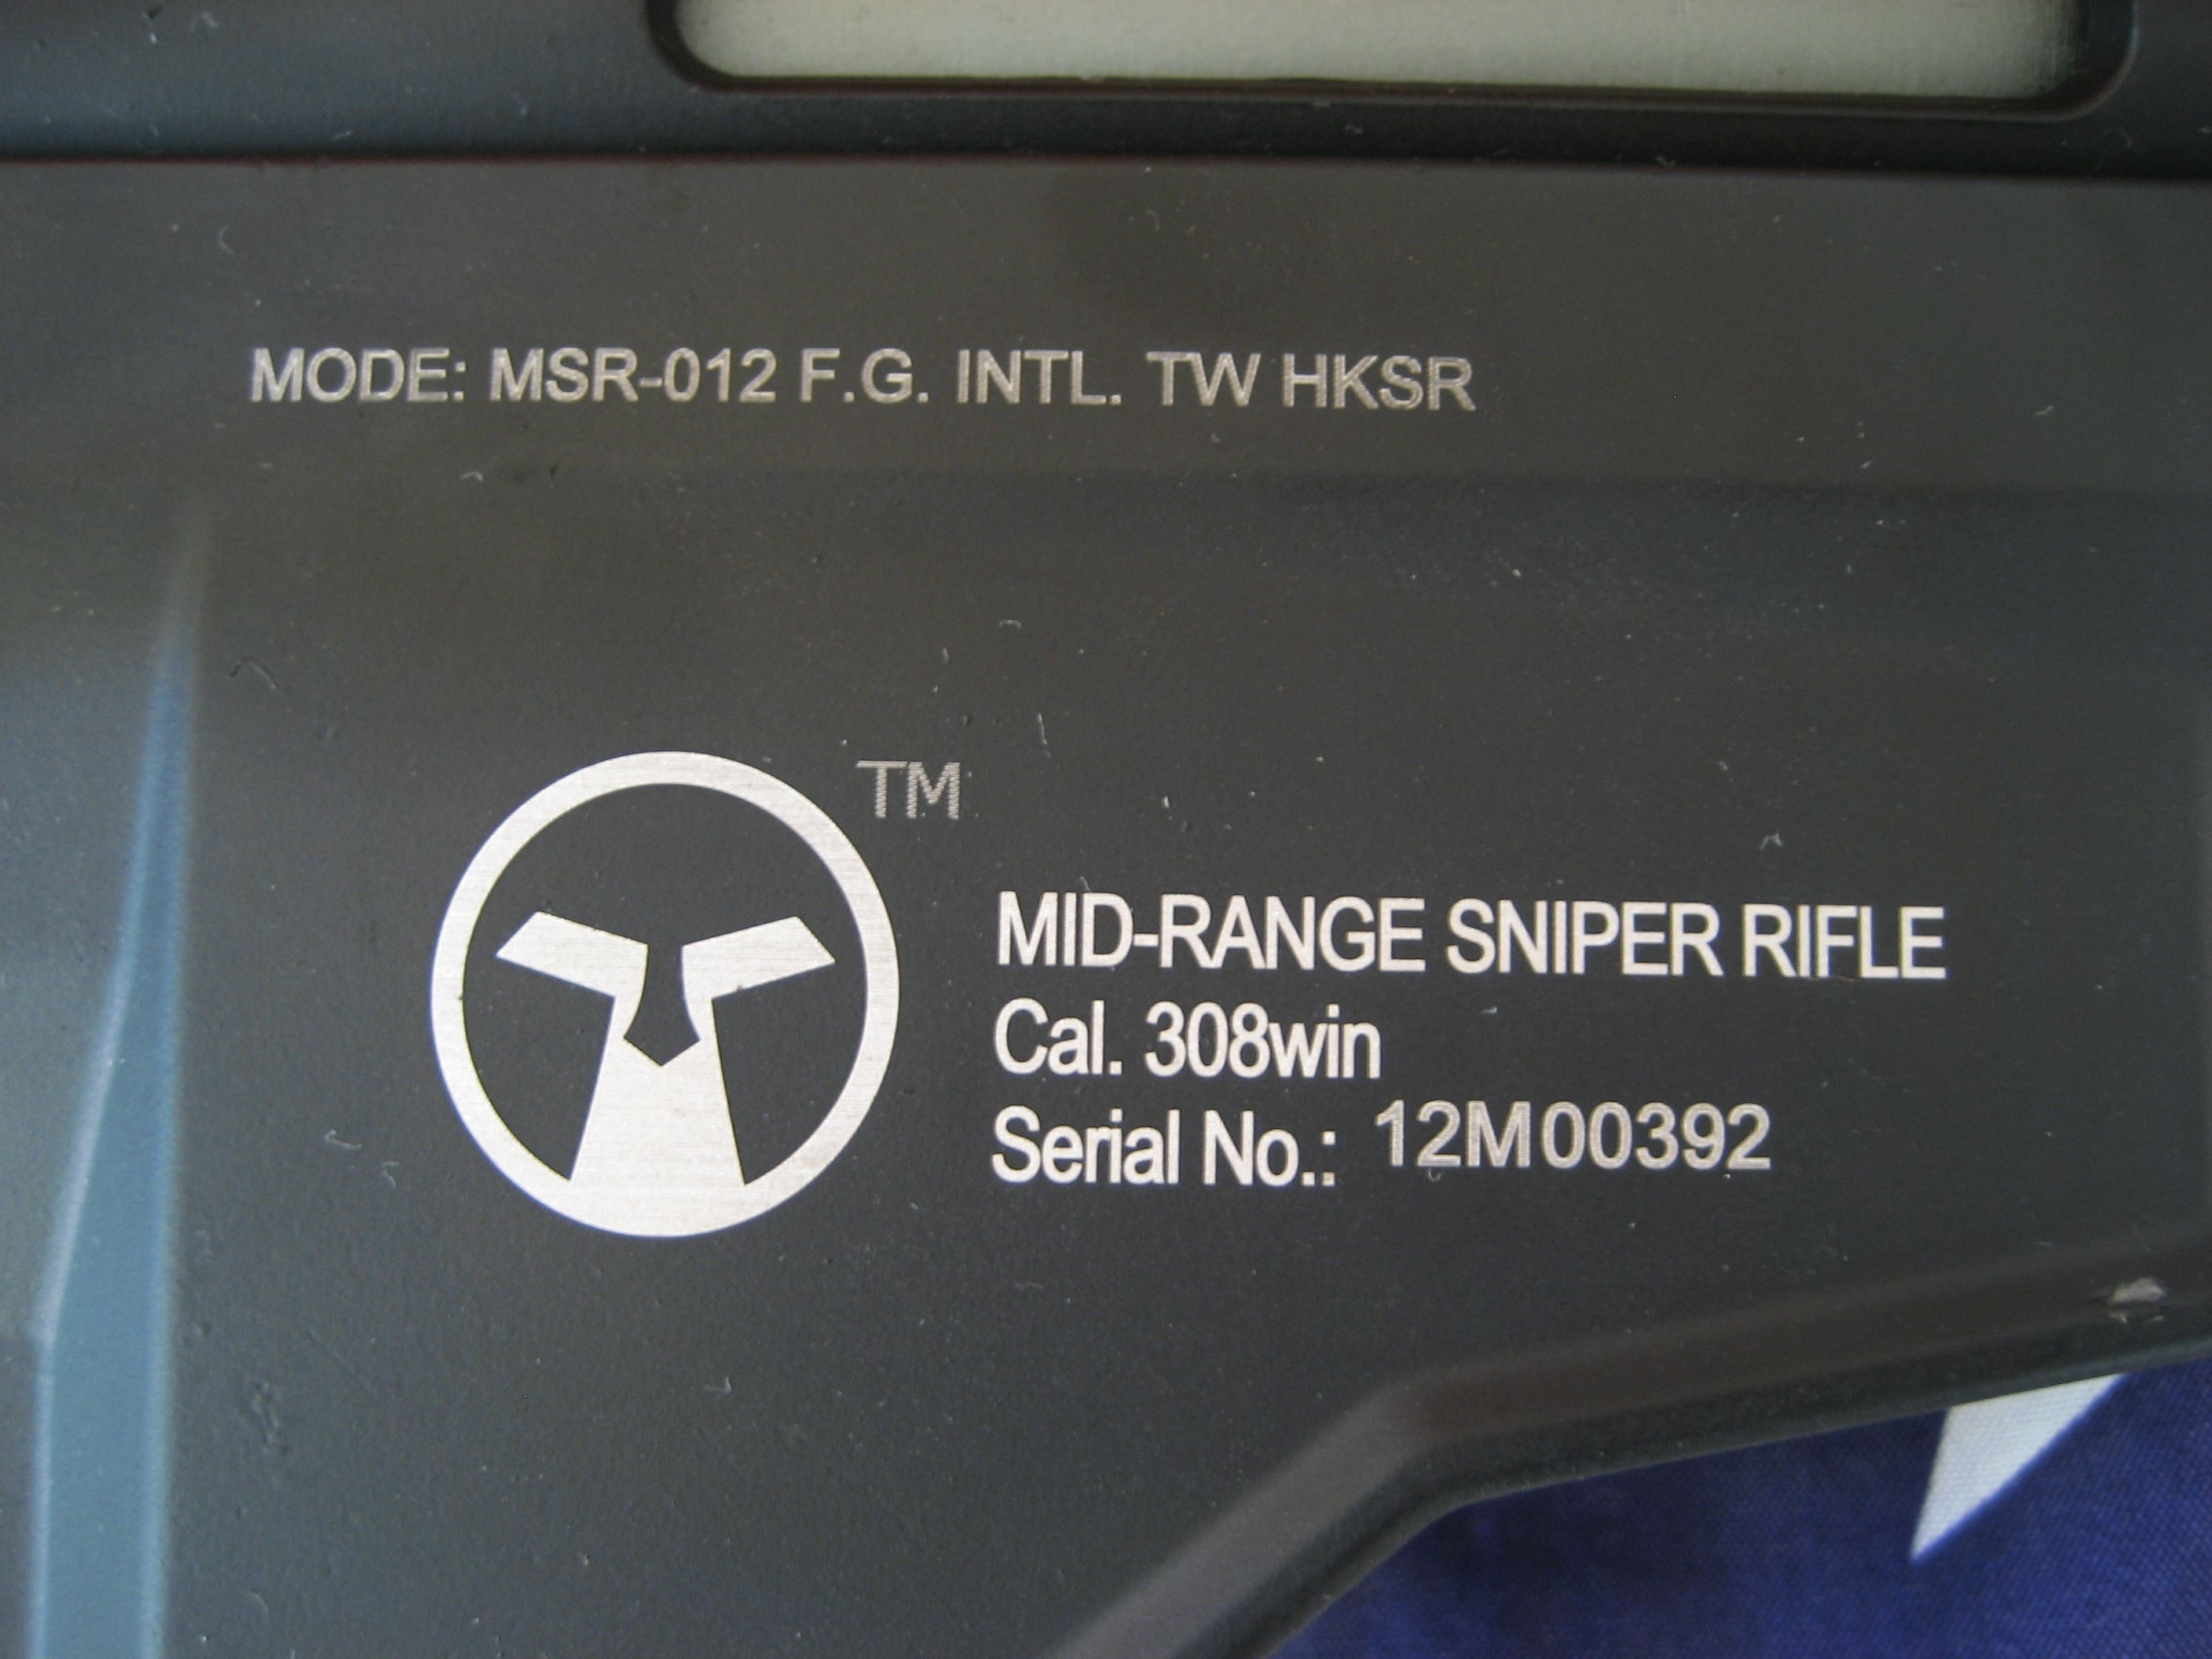 MODE: MSR-012 F.G. INTL. TW HKSR
TM
MID-RANGE SNIPER RIFLE
Cal. 308win
Serial No.: 12M00392